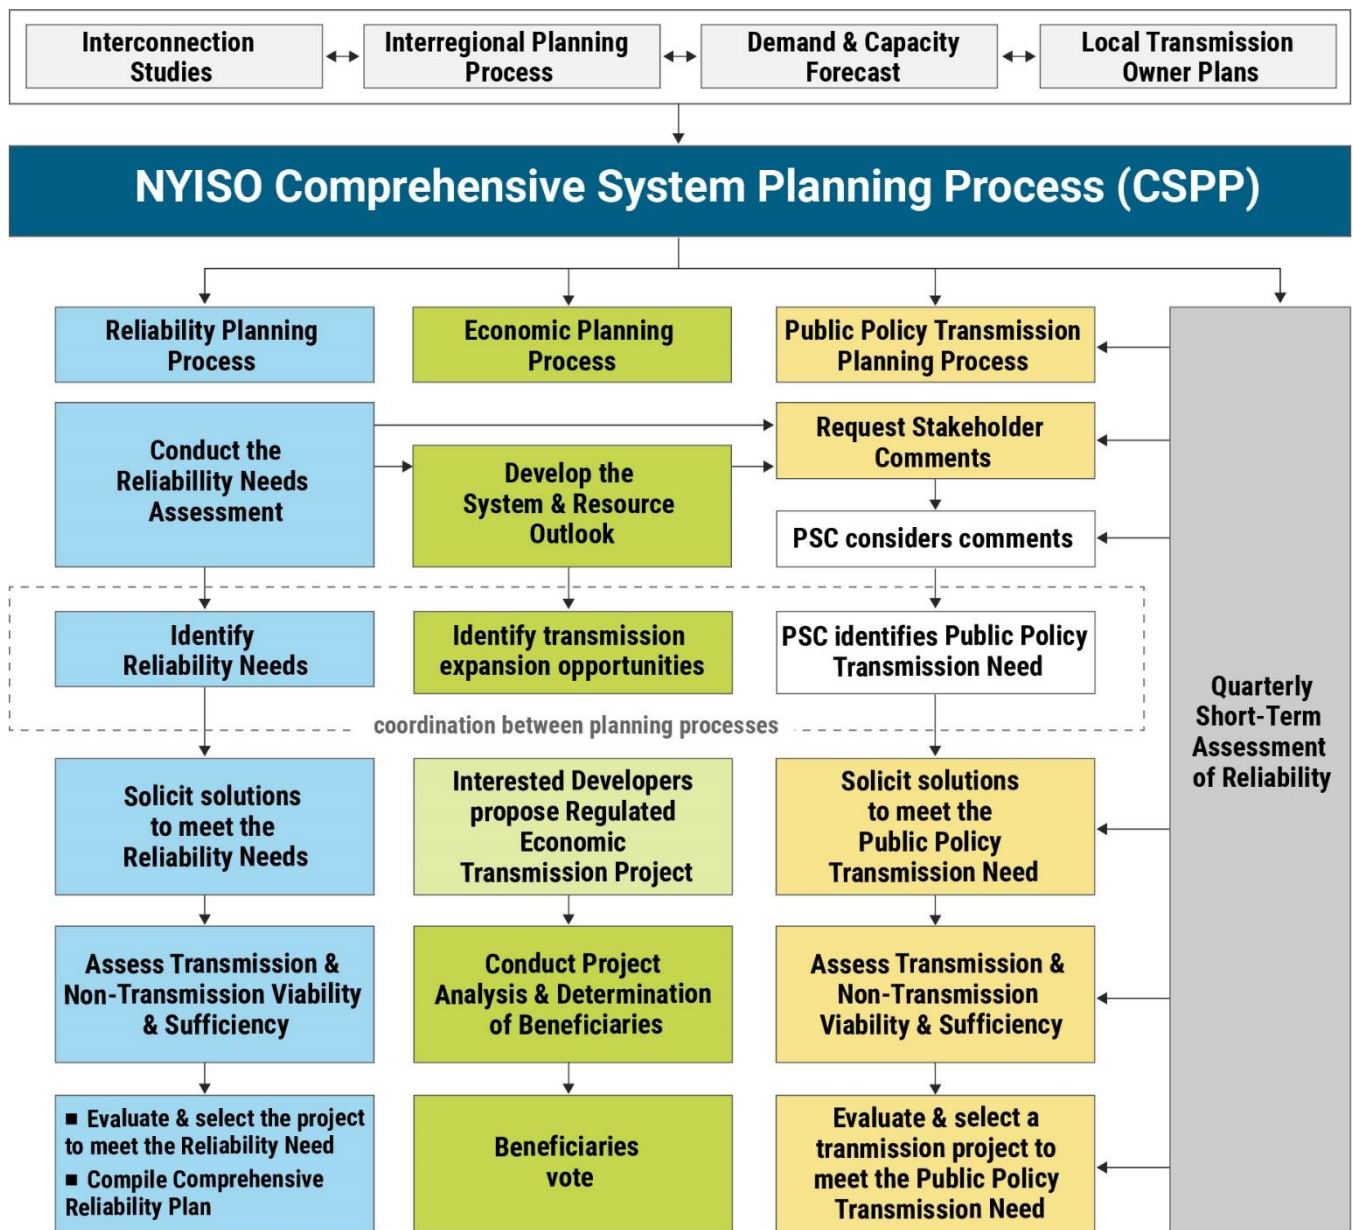 Interconnection
Studies
Interregional Planning
Process
Demand & Capacity
Forecast
Local Transmission
Owner Plans
NYISO Comprehensive System Planning Process (CSPP)
Reliability Planning
Process
Economic Planning
Process
Public Policy Transmission
Planning Process
Conduct the
Reliabillity Needs
Assessment
Develop the
System & Resource
Outlook
Request Stakeholder
Comments
PSC considers comments
Identify
Reliability Needs
Identify transmission
expansion opportunities
PSC identifies Public Policy
Transmission Need
coordination between planning processes
Quarterly
Short-Term
Assessment
of Reliability
Solicit solutions
to meet the
Reliability Needs
Interested Developers
propose Regulated
Economic
Transmission Project
Solicit solutions
to meet the
Public Policy
Transmission Need
Assess Transmission &
Non-Transmission Viability
& Sufficiency
Conduct Project
Analysis & Determination
of Beneficiaries
Assess Transmission &
Non-Transmission
Viability & Sufficiency
■ Evaluate & select the project
to meet the Reliability Need
■ Compile Comprehensive
Reliability Plan
Beneficiaries
vote
Evaluate & select a
tranmission project to
meet the Public Policy
Transmission Need